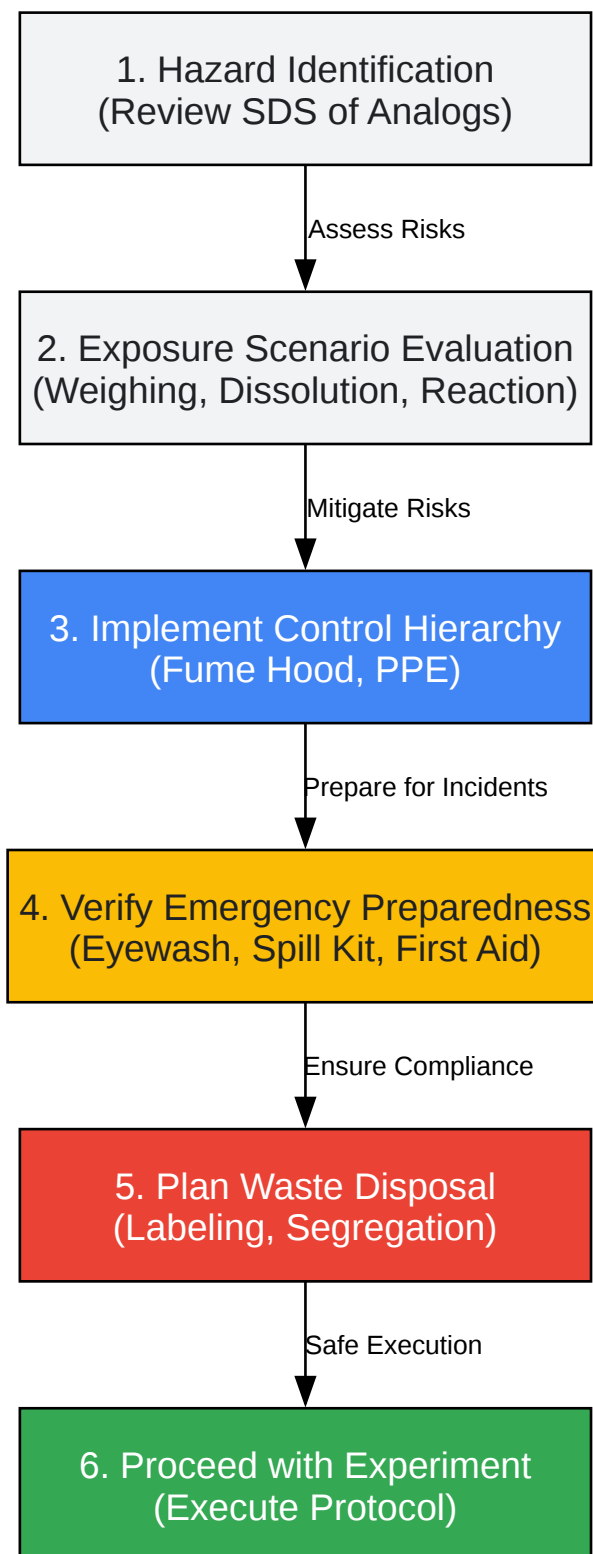 1. Hazard Identification
(Review SDS of Analogs)
Assess Risks
2. Exposure Scenario Evaluation
(Weighing, Dissolution, Reaction)
Mitigate Risks
3. Implement Control Hierarchy
(Fume Hood, PPE)
Prepare for Incidents
4. Verify Emergency Preparedness
(Eyewash, Spill Kit, First Aid)
Ensure Compliance
5. Plan Waste Disposal
(Labeling, Segregation)
Safe Execution
6. Proceed with Experiment
(Execute Protocol)